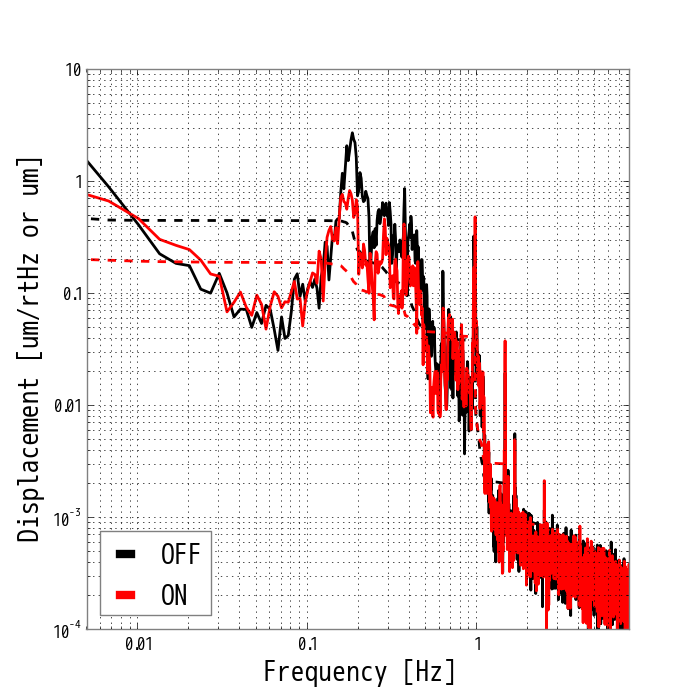 10
1
0.1
0.01
10⁻³
10⁻⁴
Displacement [um/rtHz or um]
OFF
ON
0.01
0.1
1
Frequency [Hz]